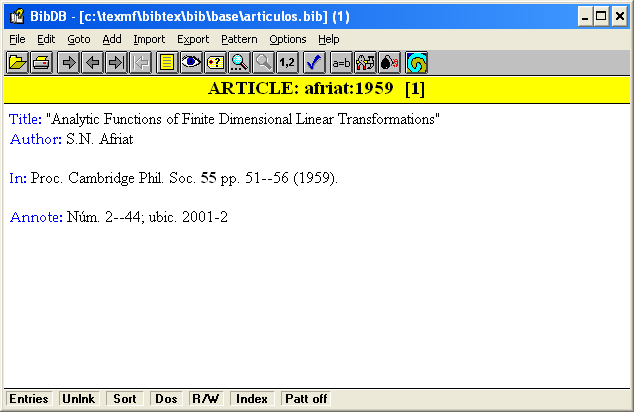 BibDB - [c:\texmf\bibtex\bib\base\articulos.bib] (1)
File Edit Goto Add Import Export Pattern Options Help
1,2 a=b
ARTICLE: afriat:1959 [1]
Title: "Analytic Functions of Finite Dimensional Linear Transformations"
Author: S.N. Afriat
In: Proc. Cambridge Phil. Soc. 55 pp. 51--56 (1959).
Annote: Núm. 2--44; ubic. 2001-2
Entries UnInk Sort Dos R/W Index Patt off